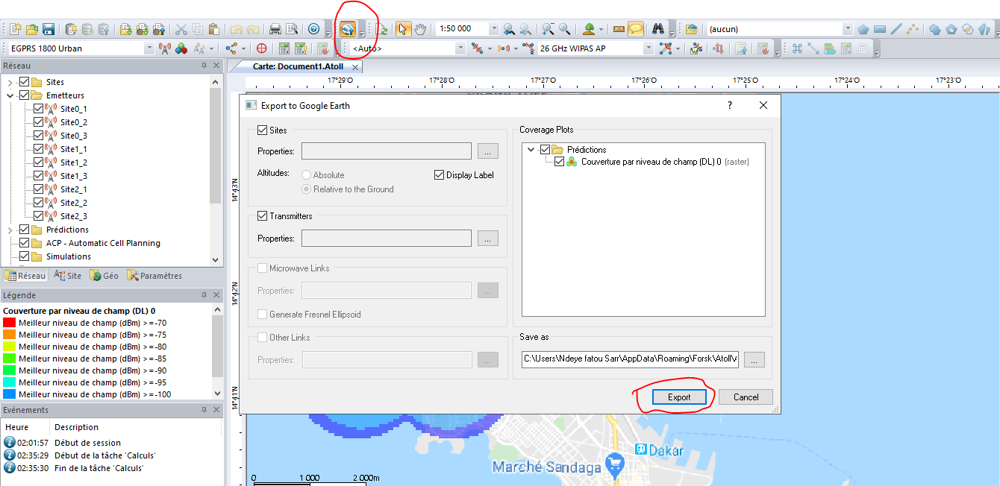 1:50 000
(aucun)
EGPRS 1800 Urban
<Auto>
26 GHz WIPAS AP
Réseau
Sites
Emetteurs
Site0_1
Site0_2
Site0_3
Site1_1
Site1_2
Site1_3
Site2_1
Site2_2
Site2_3
Prédictions
ACP - Automatic Cell Planning
Simulations
Réseau
Site
Géo
Paramètres
Légende
Couverture par niveau de champ (DL) 0
Meilleur niveau de champ (dBm) >=-70
Meilleur niveau de champ (dBm) >=-75
Meilleur niveau de champ (dBm) >=-80
Meilleur niveau de champ (dBm) >=-85
Meilleur niveau de champ (dBm) >=-90
Meilleur niveau de champ (dBm) >=-95
Meilleur niveau de champ (dBm) >=-100
Evènements
Heure Description
02:01:57 Début de session
02:35:29 Début de la tâche 'Calculs'
02:35:30 Fin de la tâche 'Calculs'
Carte: Document1.Atoll
17°29'O 17°28'O 17°27'O 17°26'O 17°25'O 17°24'O 17°23'O
14°43'N
14°42'N
14°41'N
Export to Google Earth
?
Sites
Properties:
...
Altitudes:
Absolute
Display Label
Relative to the Ground
Transmitters
Properties:
...
Microwave Links
Properties:
...
Generate Fresnel Ellipsoid
Other Links
Properties:
...
Coverage Plots
Prédictions
Couverture par niveau de champ (DL) 0 (raster)
Save as
C:\Users\Ndeye fatou Sarr\AppData\Roaming\Forsk\Atoll\
...
Export
Cancel
Dakar
Marché Sandaga
0 1 000 2 000m